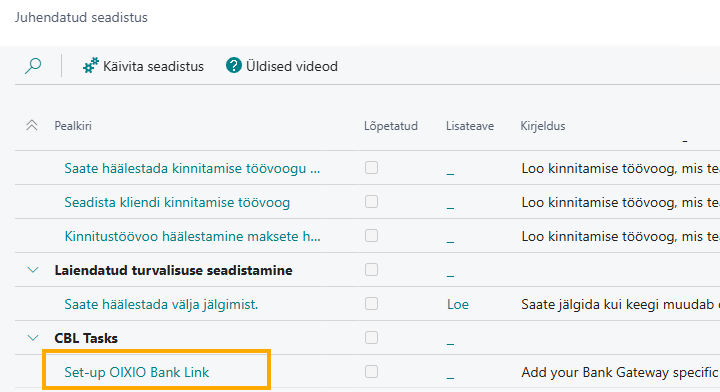 Juhendatud seadistus
Käivita seadistus Üldised videod
Pealkiri Lõpetatud Lisateave Kirjeldus
Saate häälestada kinnitamise töövoogu ... _ Loo kinnitamise töövoog, mis tea
Seadista kliendi kinnitamise töövoog _ Loo kinnitamise töövoog, mis tea
Kinnitustöövoo häälestamine maksete h... _ Loo kinnitamise töövoog, mis tea
Laiendatud turvalisuse seadistamine _
Saate häälestada välja jälgimist. Loe Saate jälgida kui keegi muudab
CBL Tasks _
Set-up OIXIO Bank Link _ Add your Bank Gateway specific